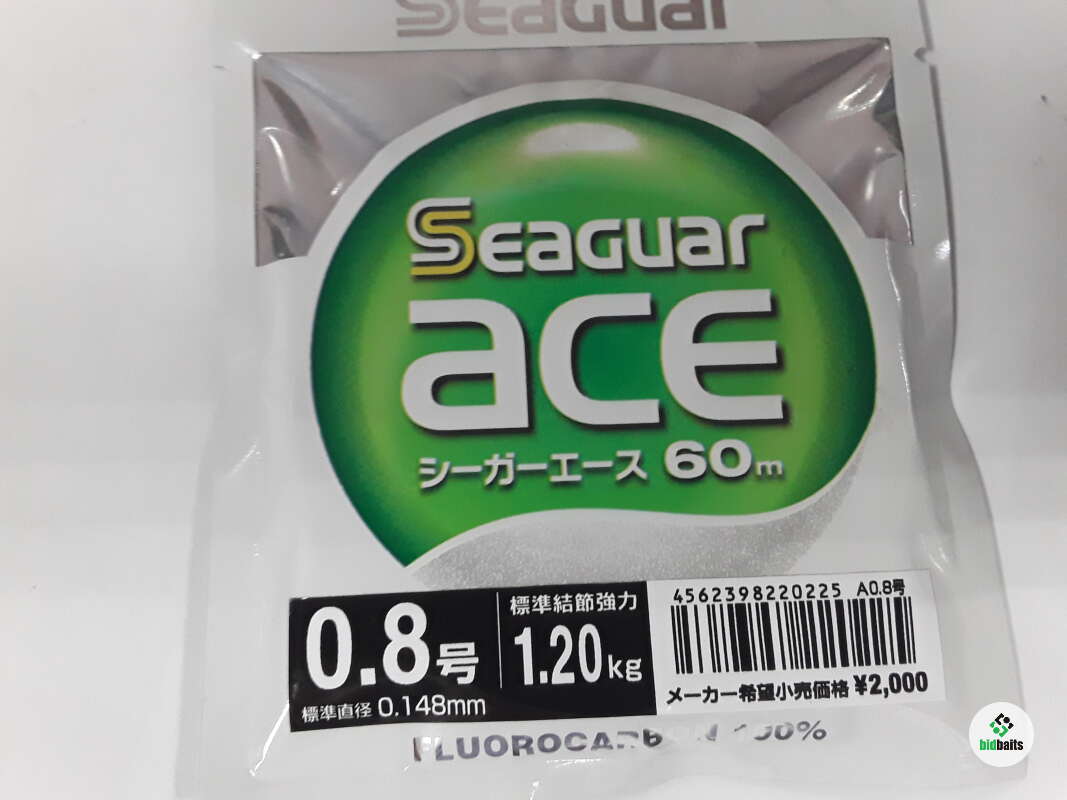 Seaguar
Seaguar
ace
シーガーエース 60m
0.8号
標準直径 0.148mm
標準結節強力
1.20kg
4562398220225 A0.8号
メーカー希望小売価格 ¥2,000
FLUOROCARBON 100%
bidbaits